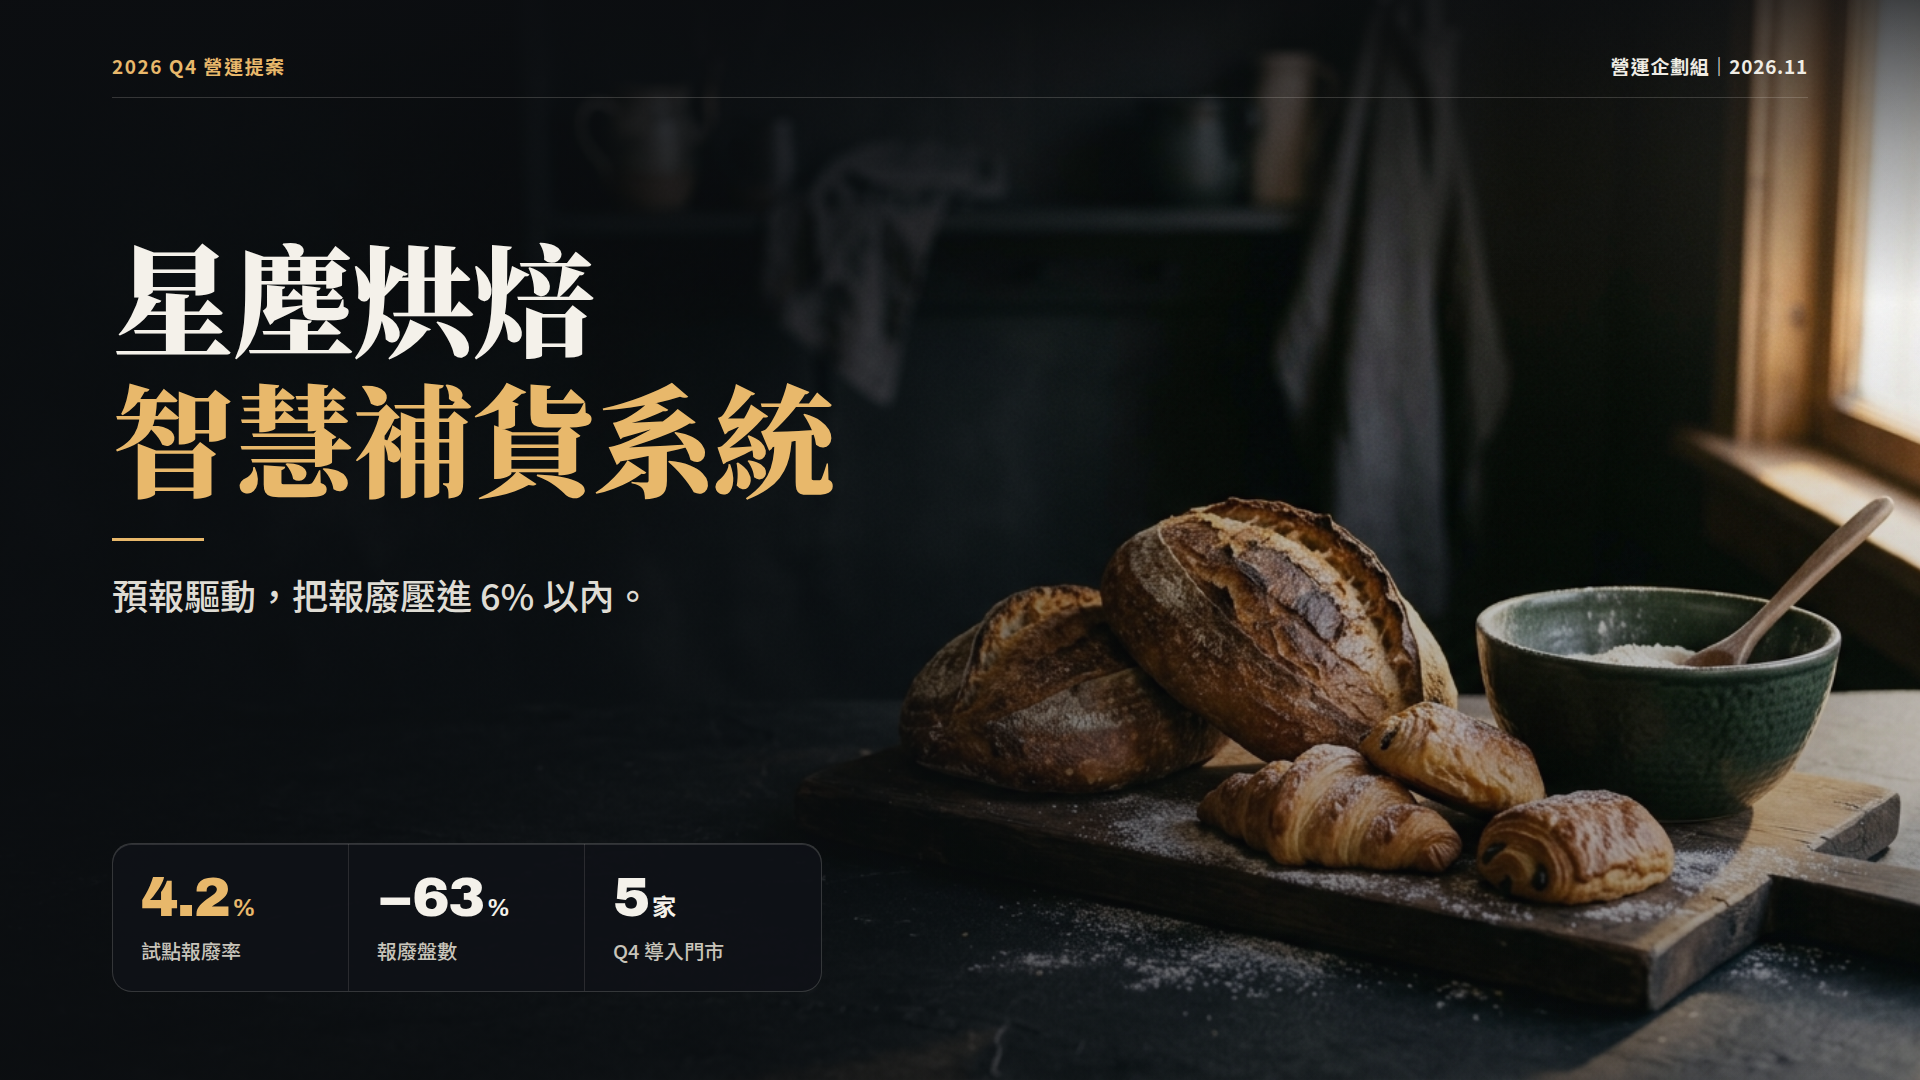 2026 Q4 營運提案
營運企劃組｜2026.11
星塵烘焙
智慧補貨系統
預報驅動，把報廢壓進 6% 以內。
4.2%
試點報廢率
−63%
報廢盤數
5家
Q4 導入門市